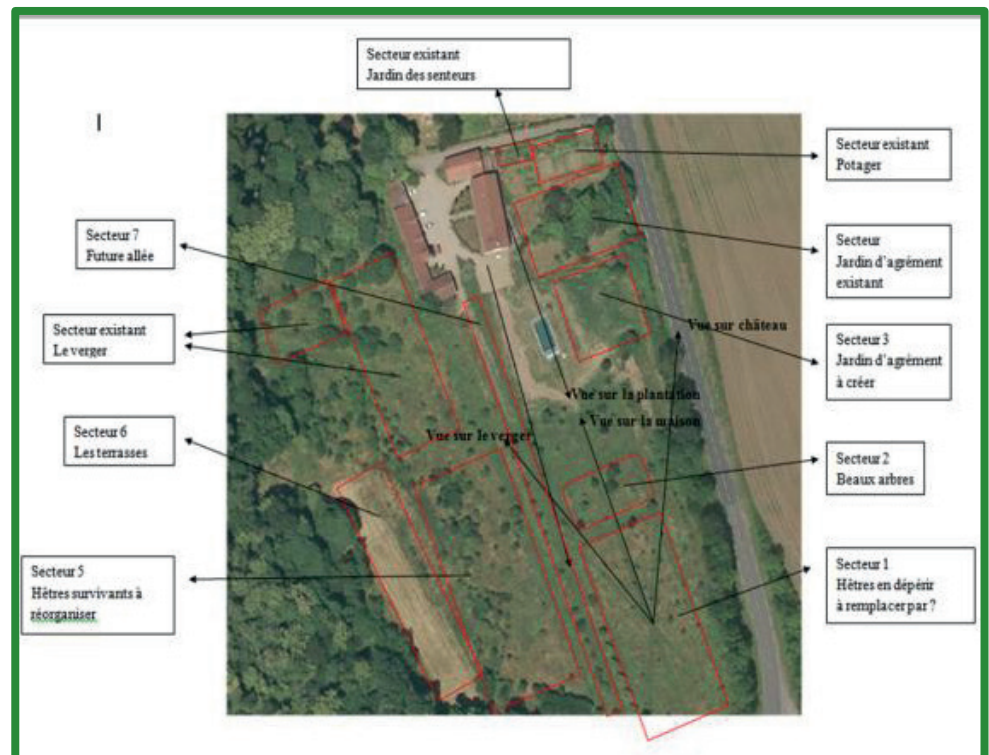 Secteur existant
Jardin des senteurs
Secteur existant
Potager
Secteur 7
Future allée
Secteur
Jardin d'agrément
existant
Secteur existant
Le verger
Vue sur château
Secteur 3
Jardin d'agrément
à créer
Vue sur la plantation
Vue sur la maison
Vue sur le verger
Secteur 6
Les terrasses
Secteur 2
Beaux arbres
Secteur 5
Hêtres survivants à
réorganiser
Secteur 1
Hêtres en dépérir
à remplacer par ?